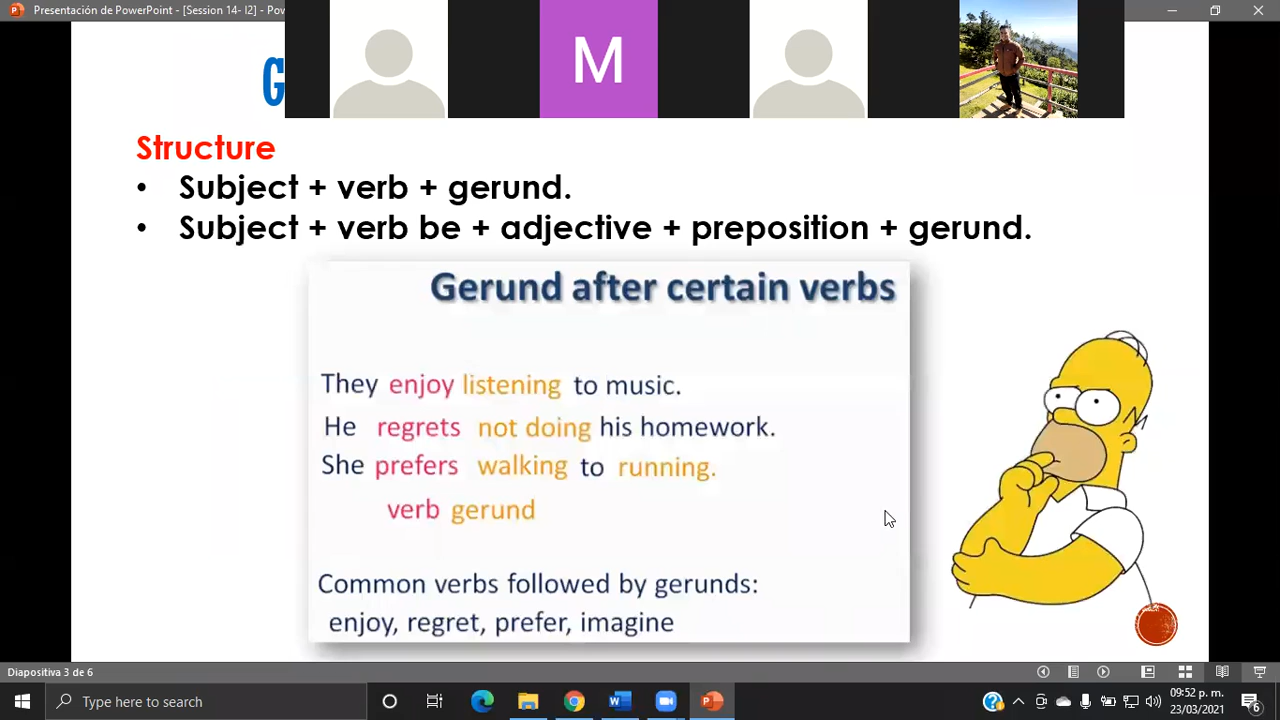 Presentación de PowerPoint - [Session 14- I2] - Pov
G
M
Structure
• Subject + verb + gerund.
• Subject + verb be + adjective + preposition + gerund.
Gerund after certain verbs
They enjoy listening to music.
He regrets not doing his homework.
She prefers walking to running.
verb gerund
Common verbs followed by gerunds:
enjoy, regret, prefer, imagine
Diapositiva 3 de 6
Type here to search
09:52 p. m.
23/03/2021
6